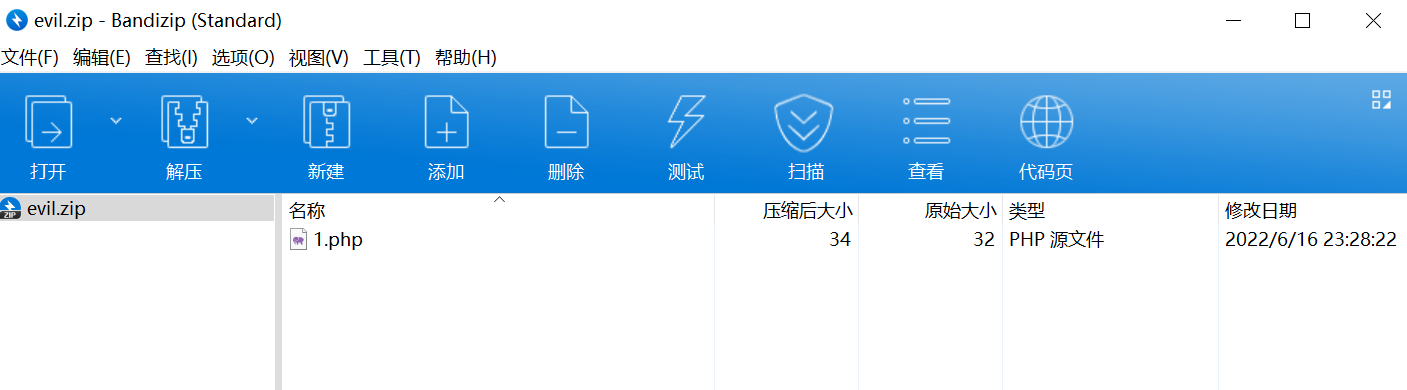 evil.zip - Bandizip (Standard)
文件(F) 编辑(E) 查找(I) 选项(O) 视图(V) 工具(T) 帮助(H)
打开 解压 新建 添加 删除 测试 扫描 查看 代码页
ZIP evil.zip
名称 压缩后大小 原始大小 类型 修改日期
1.php 34 32 PHP 源文件 2022/6/16 23:28:22